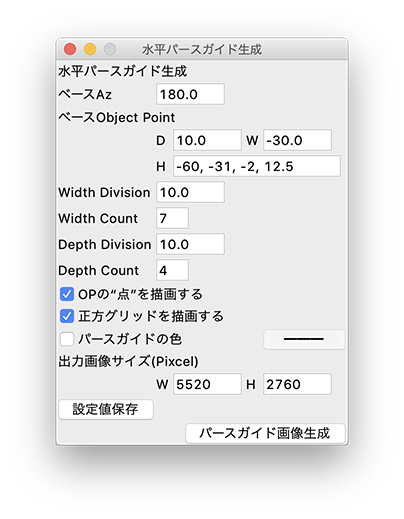 水平パースガイド生成
水平パースガイド生成
ベースAz 180.0
ベースObject Point
D 10.0 W -30.0
H -60, -31, -2, 12.5
Width Division 10.0
Width Count 7
Depth Division 10.0
Depth Count 4
OPの“点”を描画する
正方グリッドを描画する
パースガイドの色
出力画像サイズ(Pixcel)
W 5520 H 2760
設定値保存
パースガイド画像生成